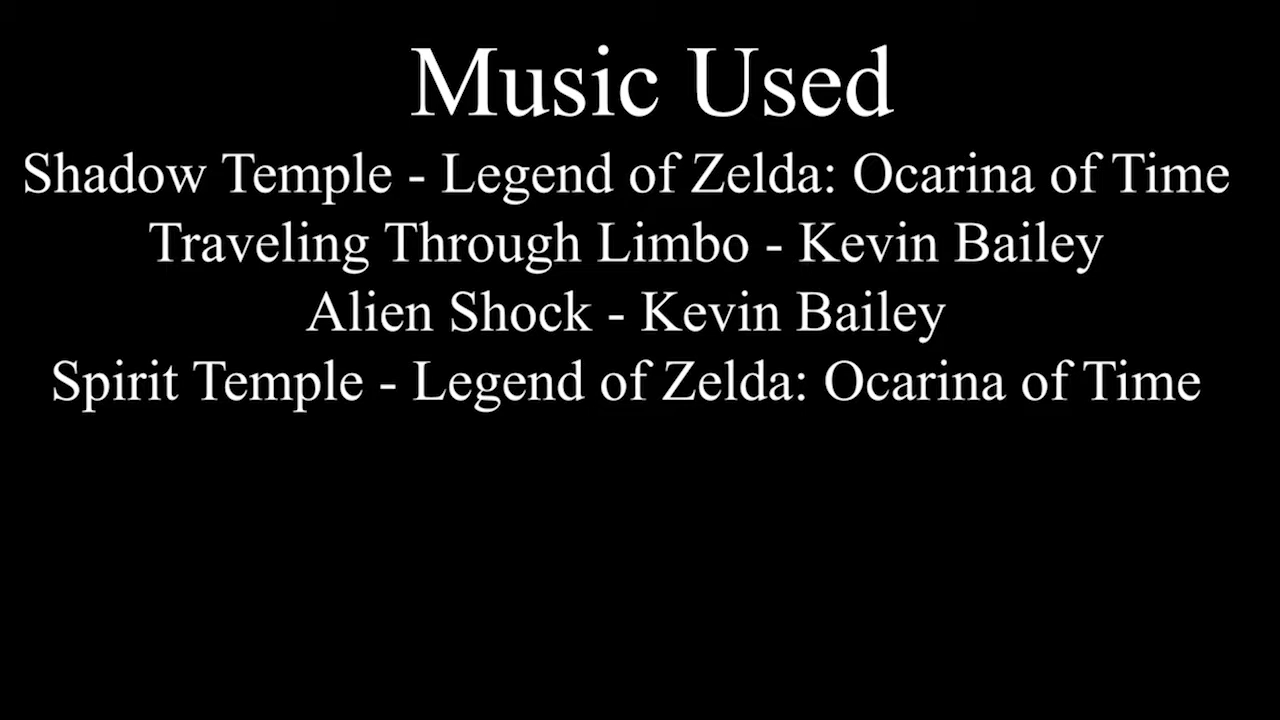 Music Used
Shadow Temple - Legend of Zelda: Ocarina of Time
Traveling Through Limbo - Kevin Bailey
Alien Shock - Kevin Bailey
Spirit Temple - Legend of Zelda: Ocarina of Time